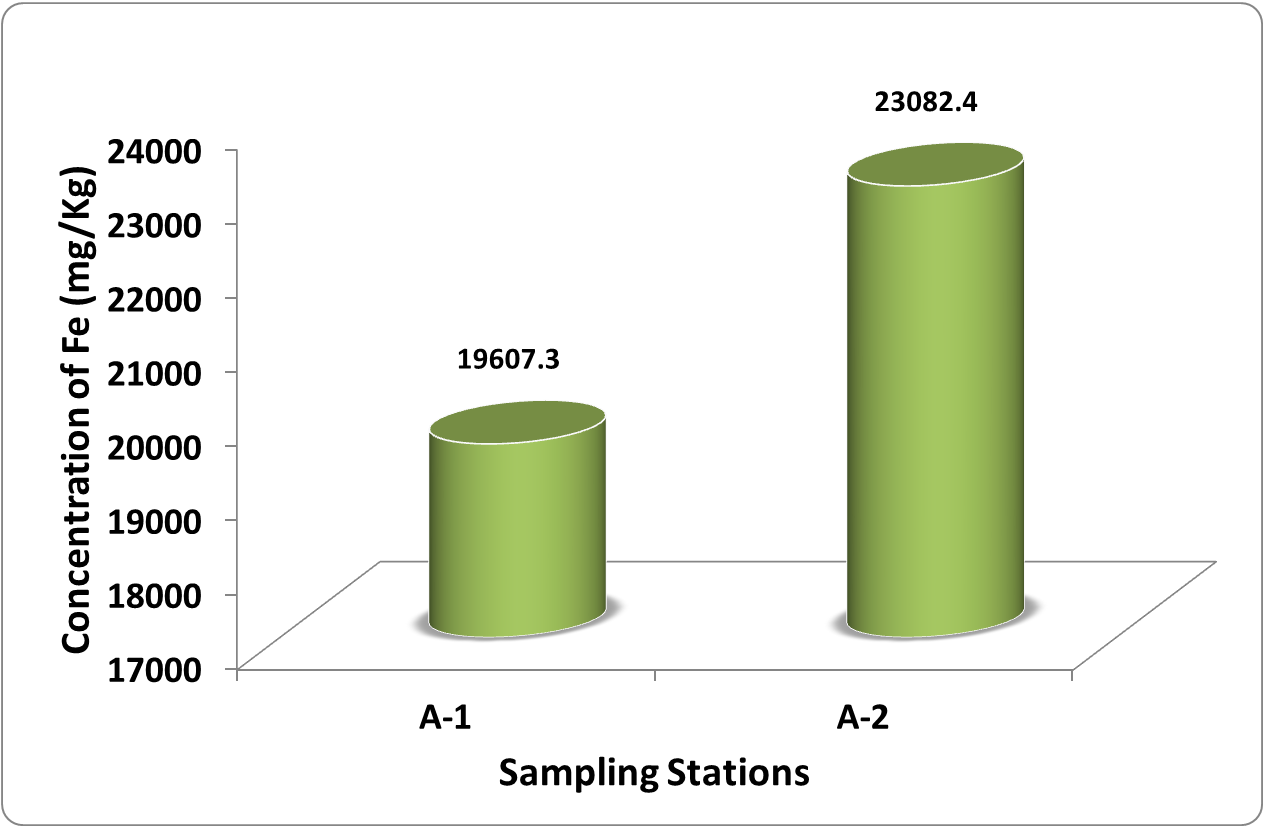 23082.4
24000
Concentration of Fe (mg/Kg)
23000
22000
19607.3
21000
20000
19000
18000
17000
A-1
A-2
Sampling Stations